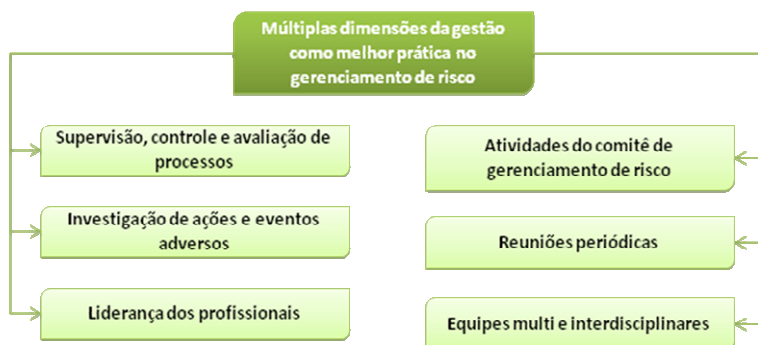 Múltiplas dimensões da gestão
como melhor prática no
gerenciamento de risco
Supervisão, controle e avaliação de
processos
Investigação de ações e eventos
adversos
Liderança dos profissionais
Atividades do comitê de
gerenciamento de risco
Reuniões periódicas
Equipes multi e interdisciplinares